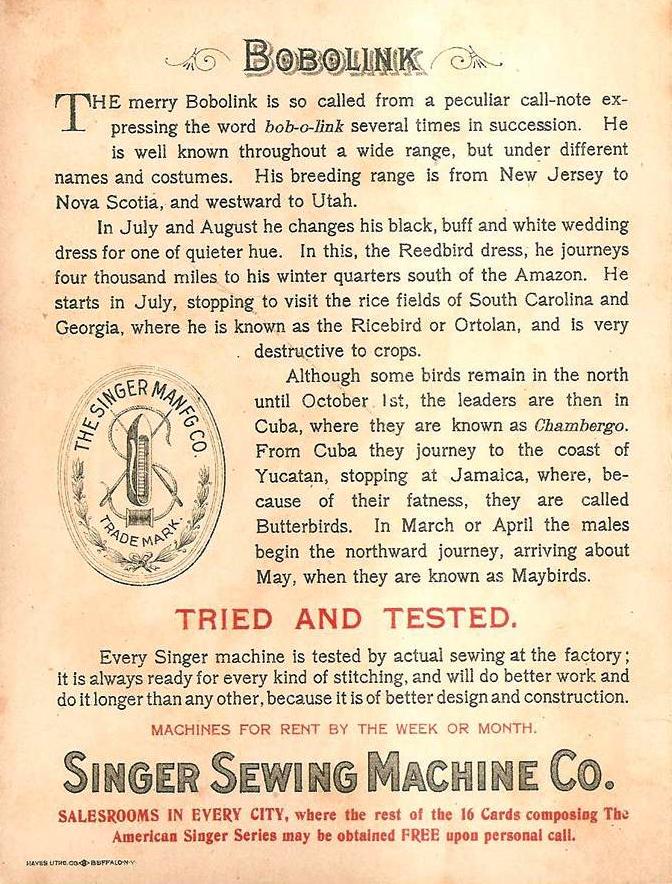 BOBOLINK
THE merry Bobolink is so called from a peculiar call-note ex-
pressing the word bob-o-link several times in succession. He
is well known throughout a wide range, but under different
names and costumes. His breeding range is from New Jersey to
Nova Scotia, and westward to Utah.
In July and August he changes his black, buff and white wedding
dress for one of quieter hue. In this, the Reedbird dress, he journeys
four thousand miles to his winter quarters south of the Amazon. He
starts in July, stopping to visit the rice fields of South Carolina and
Georgia, where he is known as the Ricebird or Ortolan, and is very
destructive to crops.
Although some birds remain in the north
until October 1st, the leaders are then in
Cuba, where they are known as Chambergo.
From Cuba they journey to the coast of
Yucatan, stopping at Jamaica, where, be-
cause of their fatness, they are called
Butterbirds. In March or April the males
begin the northward journey, arriving about
May, when they are known as Maybirds.
THE SINGER MANFG. CO.
TRADE MARK.
TRIED AND TESTED.
Every Singer machine is tested by actual sewing at the factory;
it is always ready for every kind of stitching, and will do better work and
do it longer than any other, because it is of better design and construction.
MACHINES FOR RENT BY THE WEEK OR MONTH.
SINGER SEWING MACHINE CO.
SALESROOMS IN EVERY CITY, where the rest of the 16 Cards composing The
American Singer Series may be obtained FREE upon personal call.
HAYES LITHO. CO. BUFFALO N.Y.